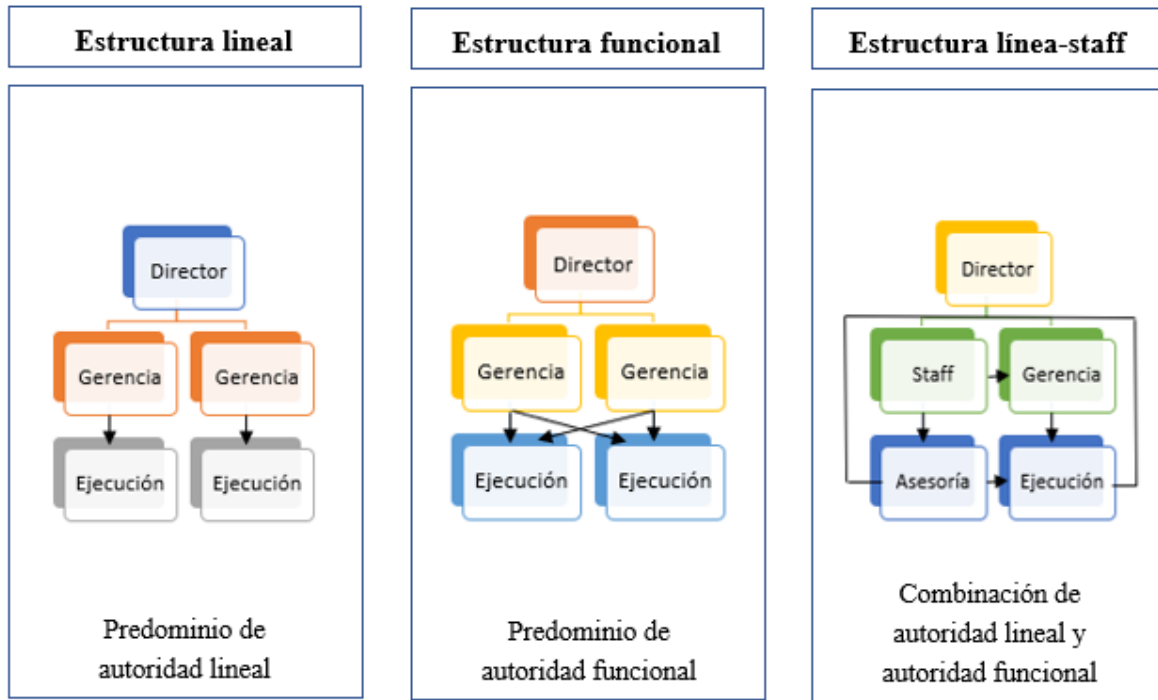 Estructura lineal
Director
Gerencia
Gerencia
Ejecución
Ejecución
Predominio de
autoridad lineal
Estructura funcional
Director
Gerencia
Gerencia
Ejecución
Ejecución
Predominio de
autoridad funcional
Estructura línea-staff
Director
Staff
Gerencia
Asesoría
Ejecución
Combinación de
autoridad lineal y
autoridad funcional